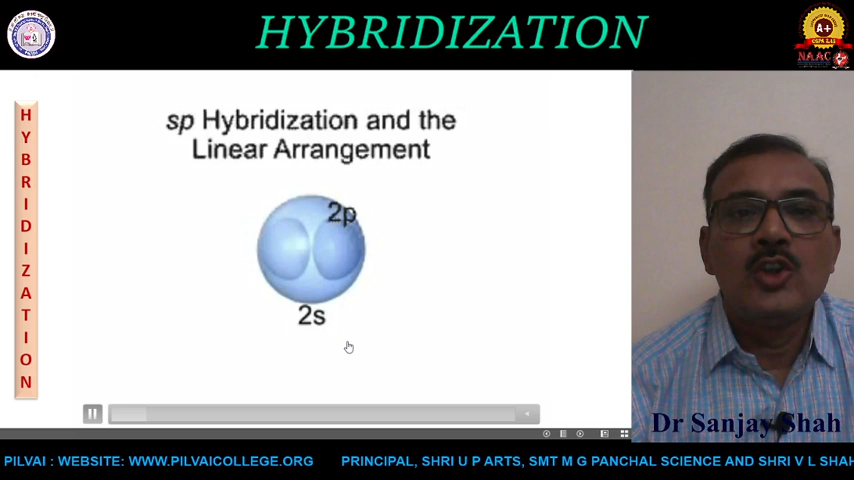 HYBRIDIZATION
A+
NAAC
H
Y
B
R
I
D
I
Z
A
T
I
O
N
sp Hybridization and the
Linear Arrangement
2p
2s
Dr Sanjay Shah
PILVAI : WEBSITE: WWW.PILVAICOLLEGE.ORG PRINCIPAL, SHRI U P ARTS, SMT M G PANCHAL SCIENCE AND SHRI V L SHAH